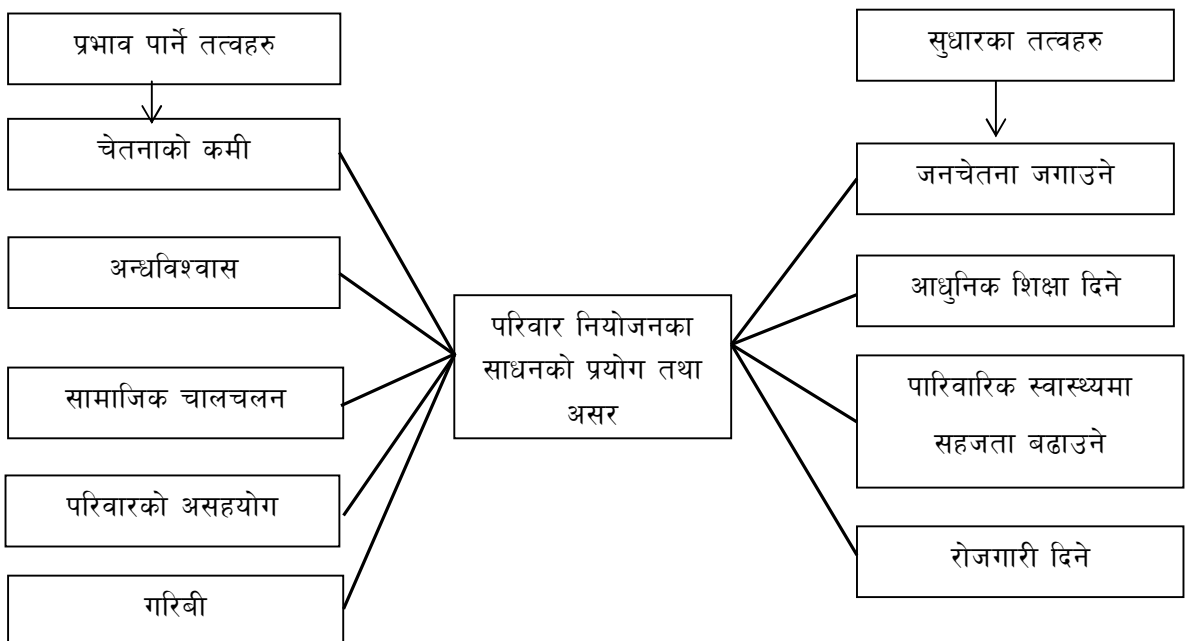 प्रभाव पार्ने तत्वहरु
चेतनाको कमी
अन्धविश्वास
सामाजिक चालचलन
परिवारको असहयोग
गरिबी
परिवार नियोजनका
साधनको प्रयोग तथा
असर
सुधारका तत्वहरु
जनचेतना जगाउने
आधुनिक शिक्षा दिने
पारिवारिक स्वास्थ्यमा
सहजता बढाउने
रोजगारी दिने